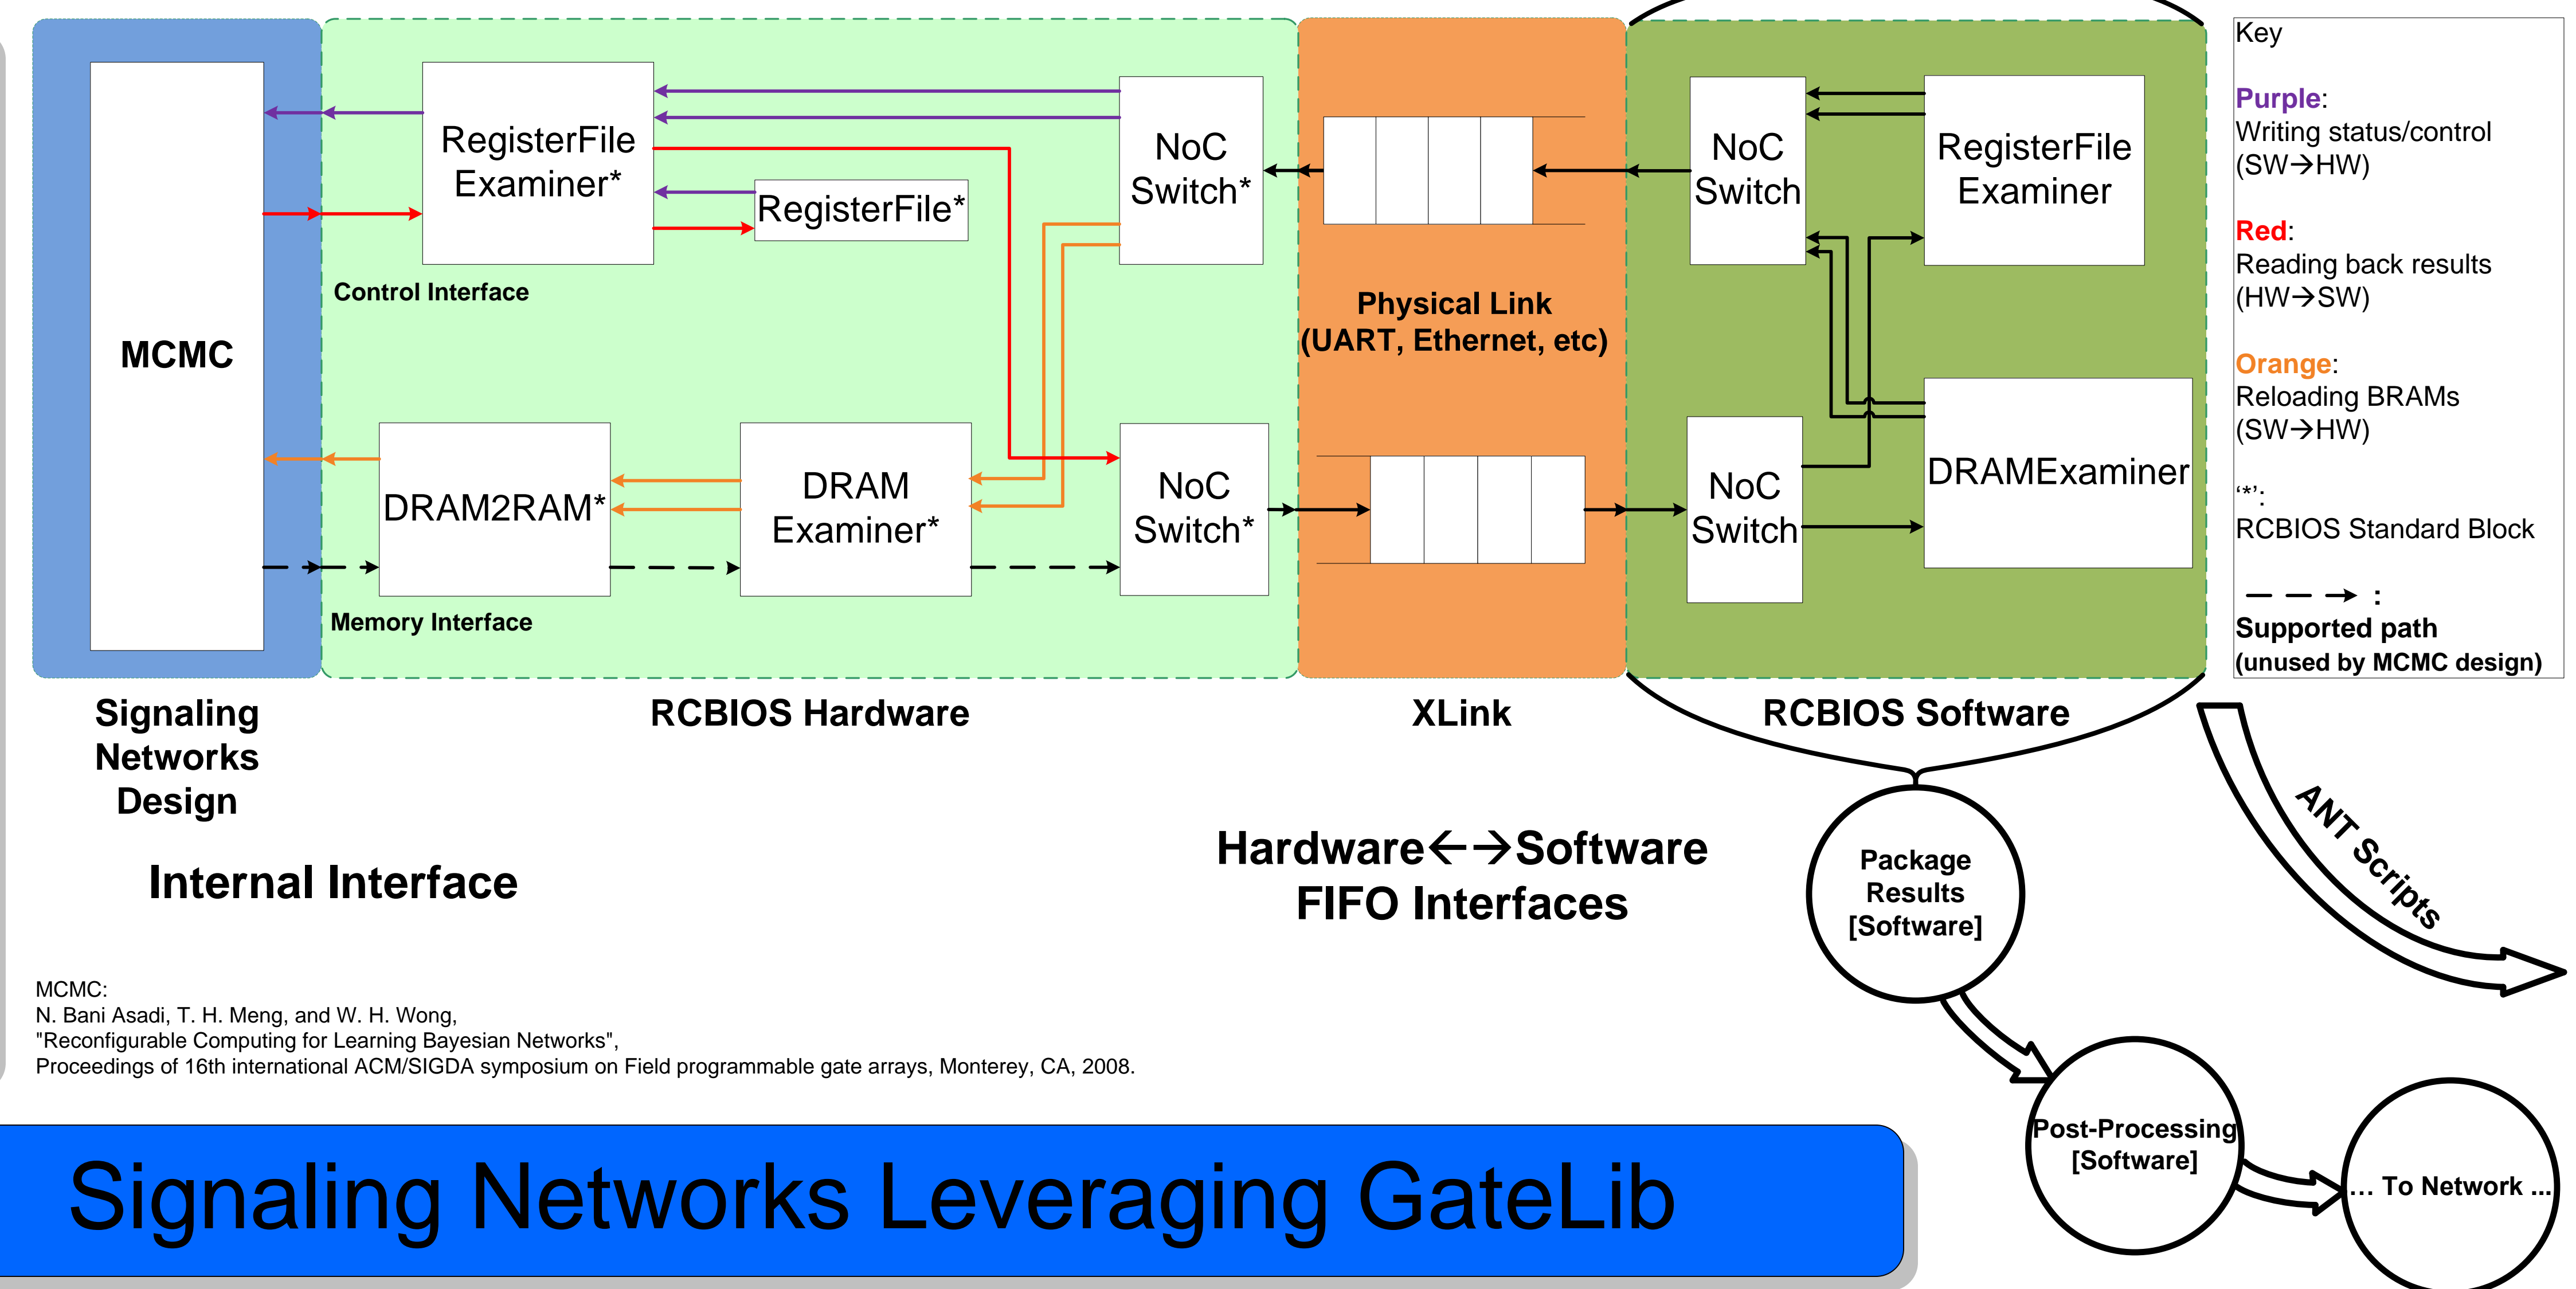 MCMC
RegisterFile
Examiner*
RegisterFile*
NoC
Switch*
Control Interface
DRAM2RAM*
DRAM
Examiner*
NoC
Switch*
Memory Interface
Physical Link
(UART, Ethernet, etc)
NoC
Switch
RegisterFile
Examiner
NoC
Switch
DRAMExaminer
Key
Purple:
Writing status/control
(SW→HW)
Red:
Reading back results
(HW→SW)
Orange:
Reloading BRAMs
(SW→HW)
‘*’:
RCBIOS Standard Block
:
Supported path
(unused by MCMC design)
Signaling
Networks
Design
RCBIOS Hardware
XLink
RCBIOS Software
Internal Interface
Hardware←→Software
FIFO Interfaces
Package
Results
[Software]
ANT Scripts
Post-Processing
[Software]
… To Network ...
MCMC:
N. Bani Asadi, T. H. Meng, and W. H. Wong,
"Reconfigurable Computing for Learning Bayesian Networks",
Proceedings of 16th international ACM/SIGDA symposium on Field programmable gate arrays, Monterey, CA, 2008.
Signaling Networks Leveraging GateLib